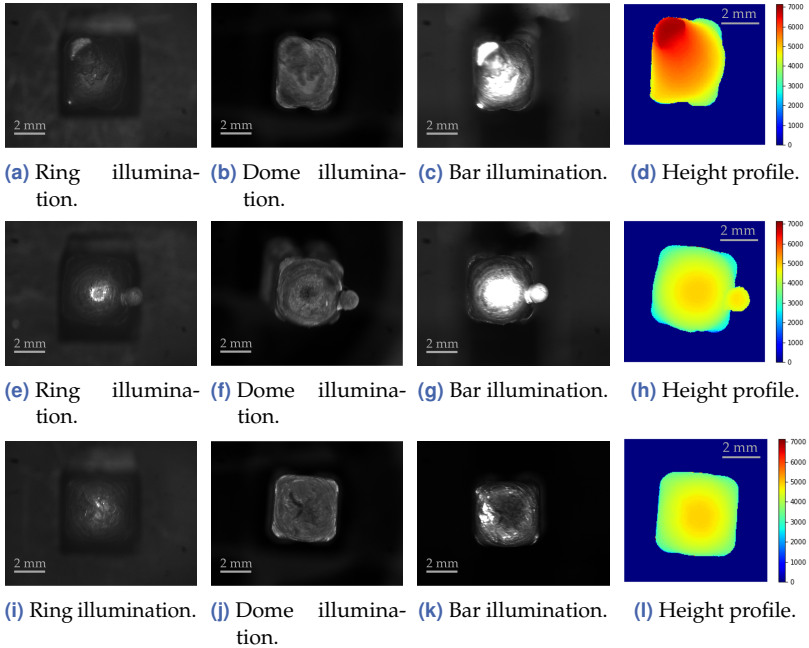 2 mm
2 mm
2 mm
2 mm
7000
6000
5000
4000
3000
2000
1000
0
(a) Ring illumina-
tion.
(b) Dome illumina-
tion.
(c) Bar illumination.
(d) Height profile.
2 mm
2 mm
2 mm
2 mm
7000
6000
5000
4000
3000
2000
1000
0
(e) Ring illumina-
tion.
(f) Dome illumina-
tion.
(g) Bar illumination.
(h) Height profile.
2 mm
2 mm
2 mm
2 mm
7000
6000
5000
4000
3000
2000
1000
0
(i) Ring illumination.
(j) Dome illumina-
tion.
(k) Bar illumination.
(l) Height profile.